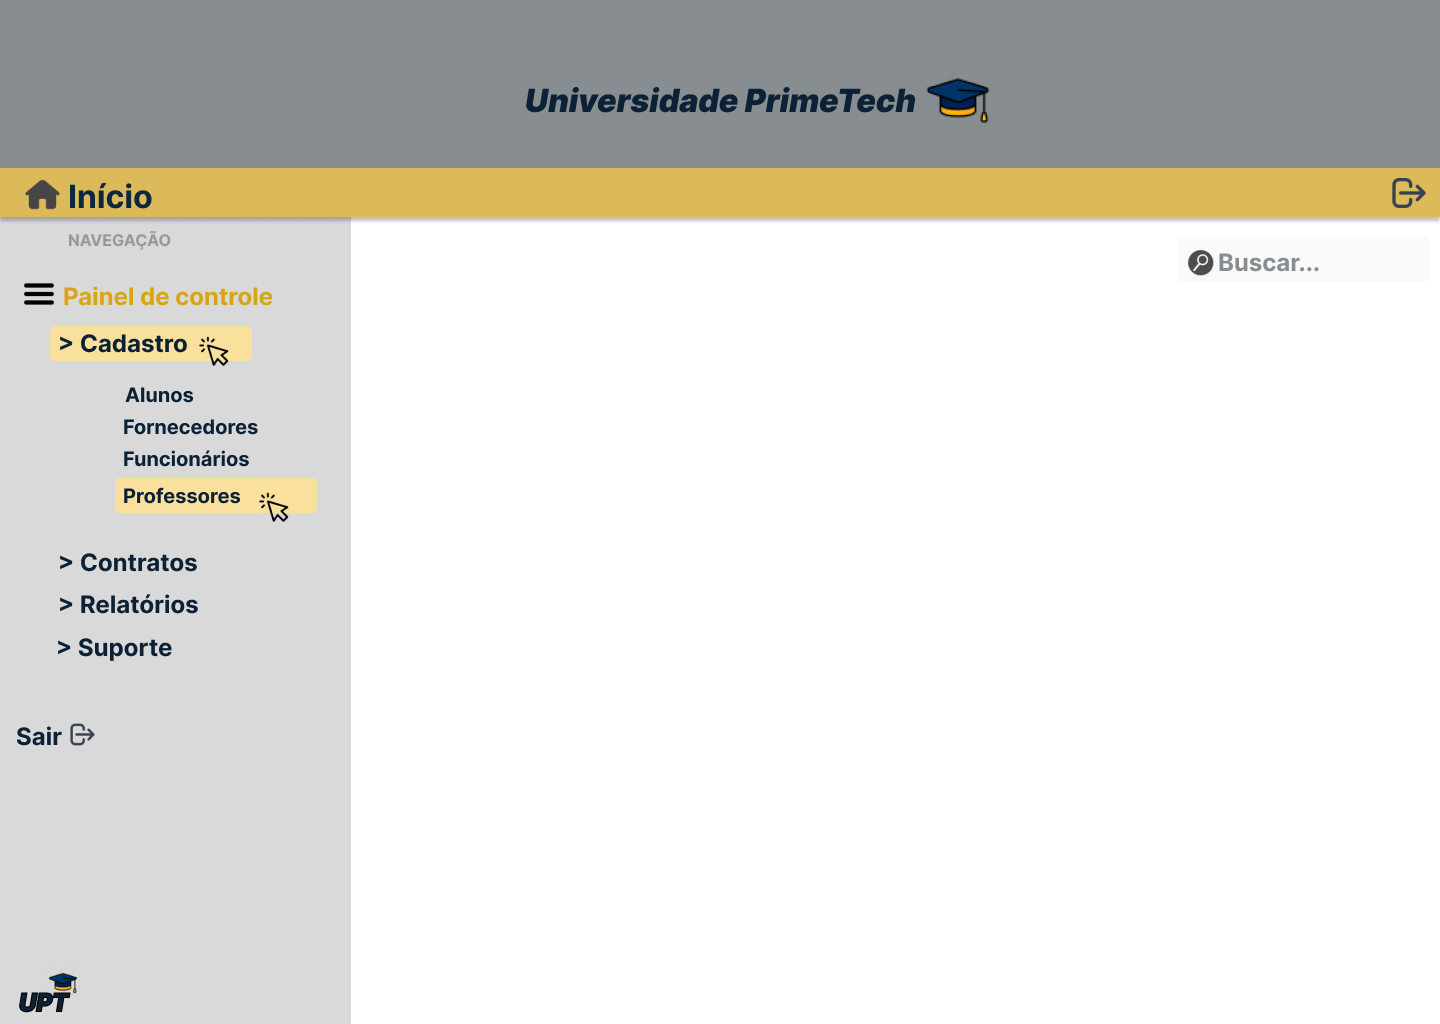 Universidade PrimeTech
Início
NAVEGAÇÃO
Buscar...
Painel de controle
> Cadastro
Alunos
Fornecedores
Funcionários
Professores
> Contratos
> Relatórios
> Suporte
Sair
UPT